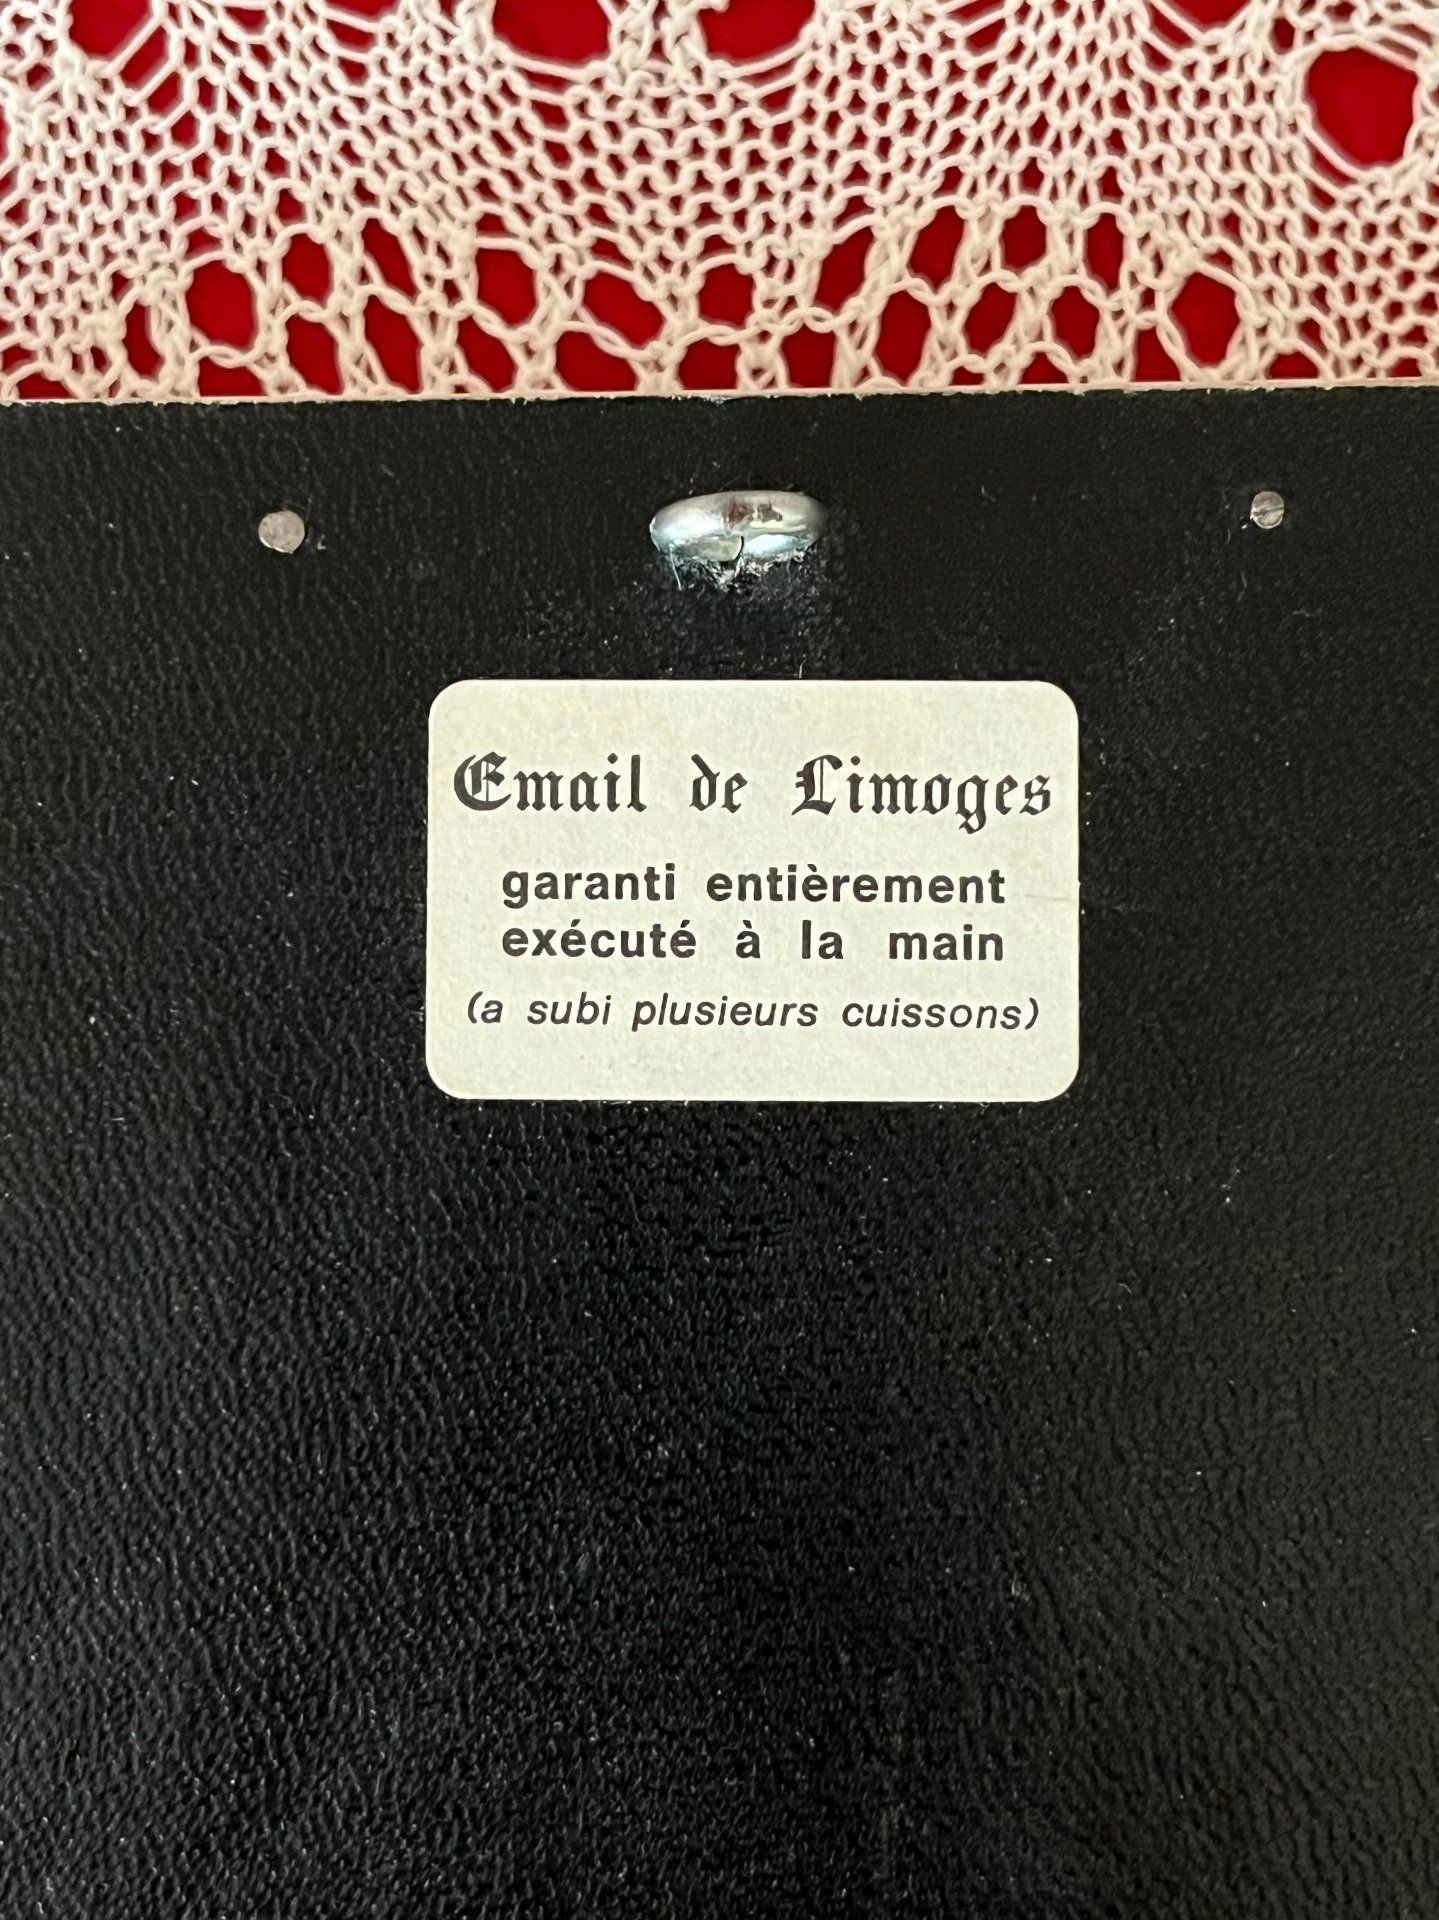 Email de Limoges
garanti entièrement
exécuté à la main
(a subi plusieurs cuissons)